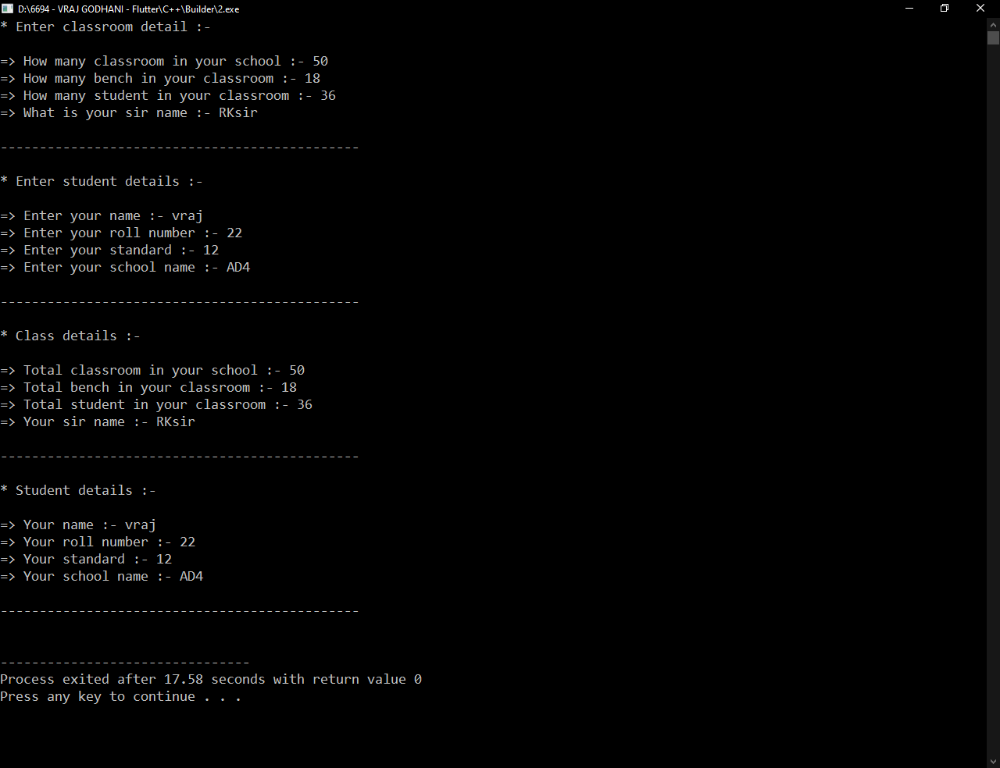 D:\6694 - VRAJ GODHANI - Flutter\C++\Builder\2.exe
* Enter classroom detail :-
=> How many classroom in your school :- 50
=> How many bench in your classroom :- 18
=> How many student in your classroom :- 36
=> What is your sir name :- RKsir
----------------------------------------------
* Enter student details :-
=> Enter your name :- vraj
=> Enter your roll number :- 22
=> Enter your standard :- 12
=> Enter your school name :- AD4
----------------------------------------------
* Class details :-
=> Total classroom in your school :- 50
=> Total bench in your classroom :- 18
=> Total student in your classroom :- 36
=> Your sir name :- RKsir
----------------------------------------------
* Student details :-
=> Your name :- vraj
=> Your roll number :- 22
=> Your standard :- 12
=> Your school name :- AD4
----------------------------------------------
--------------------------------
Process exited after 17.58 seconds with return value 0
Press any key to continue . . .